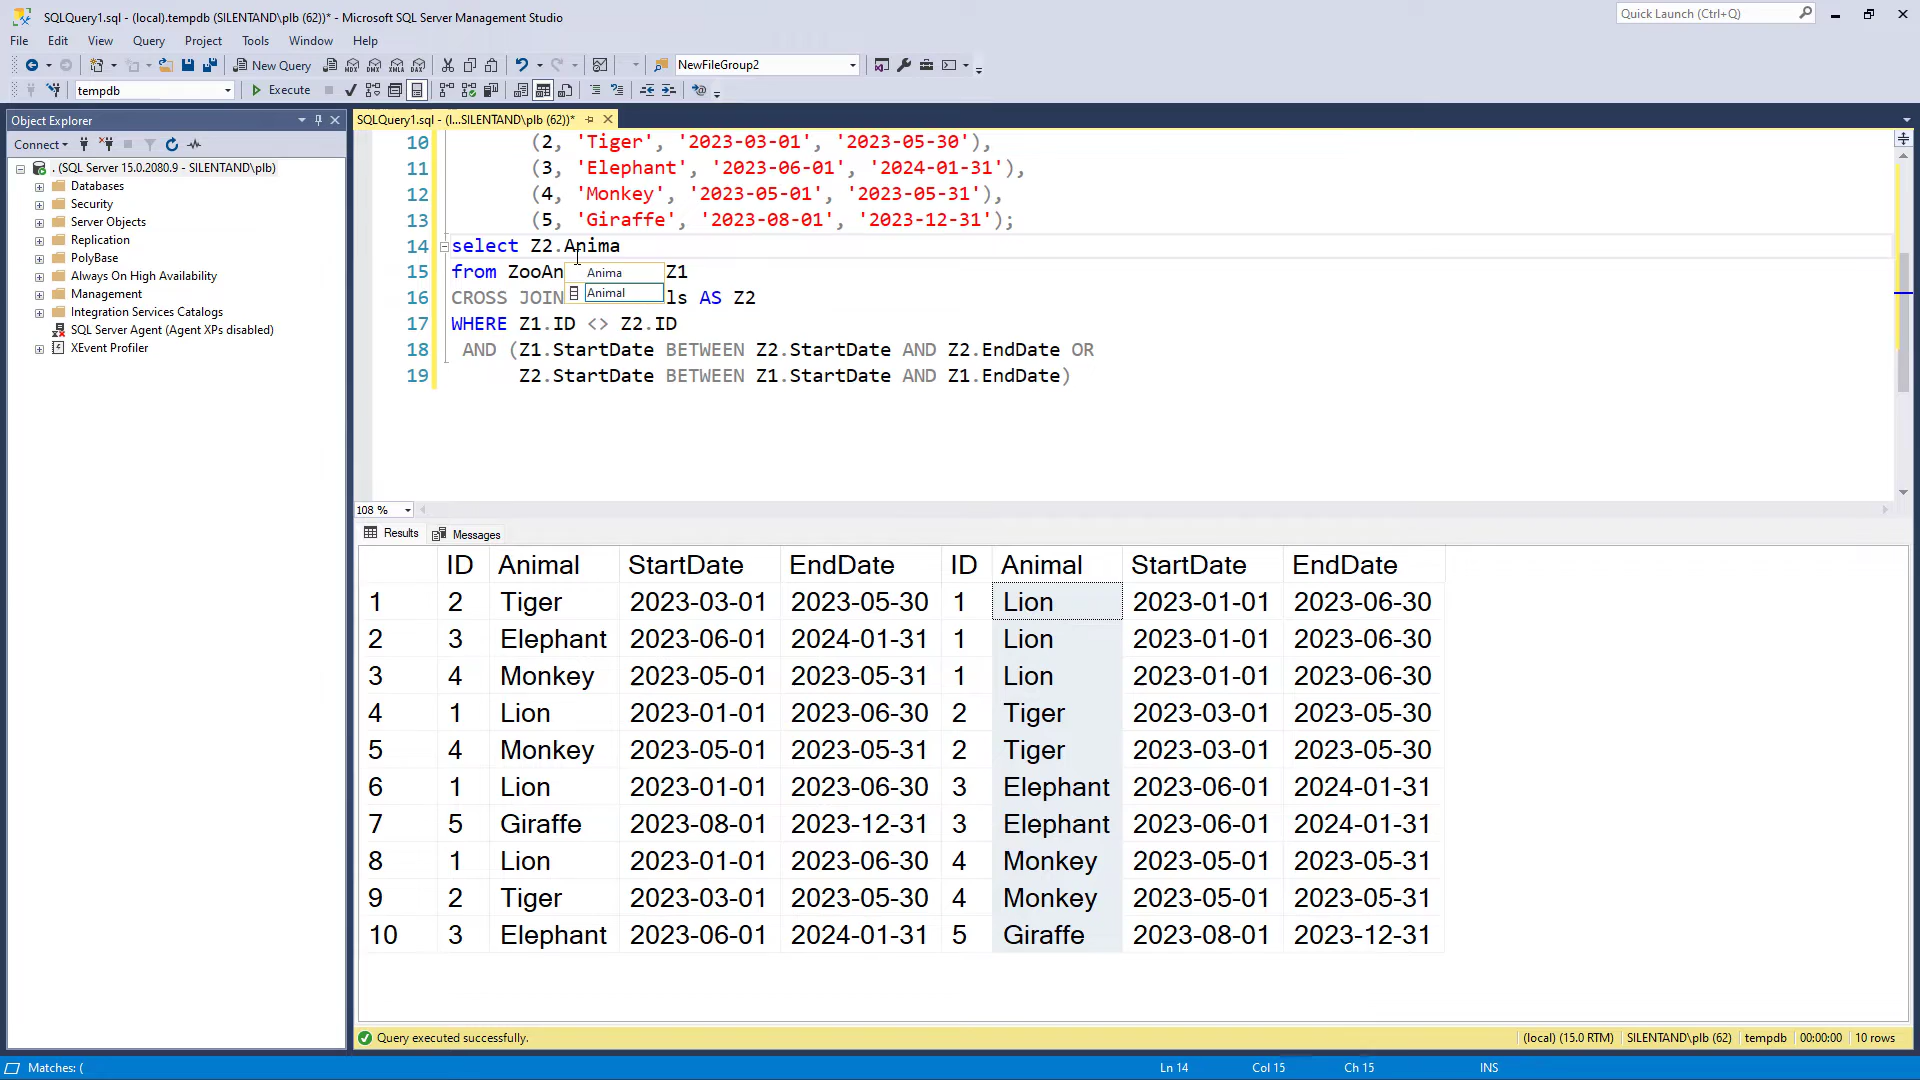 SQLQuery1.sql - (local).tempdb (SILENTAND\plb (62))* - Microsoft SQL Server Management Studio
Quick Launch (Ctrl+Q)
File Edit View Query Project Tools Window Help
New Query
MDX DMX XMLA DAX
NewFileGroup2
tempdb
Execute
Object Explorer
Connect
. (SQL Server 15.0.2080.9 - SILENTAND\plb)
Databases
Security
Server Objects
Replication
PolyBase
Always On High Availability
Management
Integration Services Catalogs
SQL Server Agent (Agent XPs disabled)
XEvent Profiler
SQLQuery1.sql - (l...SILENTAND\plb (62))*
10 (2, 'Tiger', '2023-03-01', '2023-05-30'),
11 (3, 'Elephant', '2023-06-01', '2024-01-31'),
12 (4, 'Monkey', '2023-05-01', '2023-05-31'),
13 (5, 'Giraffe', '2023-08-01', '2023-12-31');
14 select Z2.Anima
15 from ZooAn Z1
16 CROSS JOIN ls AS Z2
17 WHERE Z1.ID <> Z2.ID
18 AND (Z1.StartDate BETWEEN Z2.StartDate AND Z2.EndDate OR
19 Z2.StartDate BETWEEN Z1.StartDate AND Z1.EndDate)
Anima
Animal
108 %
Results Messages
ID Animal StartDate EndDate ID Animal StartDate EndDate
1 2 Tiger 2023-03-01 2023-05-30 1 Lion 2023-01-01 2023-06-30
2 3 Elephant 2023-06-01 2024-01-31 1 Lion 2023-01-01 2023-06-30
3 4 Monkey 2023-05-01 2023-05-31 1 Lion 2023-01-01 2023-06-30
4 1 Lion 2023-01-01 2023-06-30 2 Tiger 2023-03-01 2023-05-30
5 4 Monkey 2023-05-01 2023-05-31 2 Tiger 2023-03-01 2023-05-30
6 1 Lion 2023-01-01 2023-06-30 3 Elephant 2023-06-01 2024-01-31
7 5 Giraffe 2023-08-01 2023-12-31 3 Elephant 2023-06-01 2024-01-31
8 1 Lion 2023-01-01 2023-06-30 4 Monkey 2023-05-01 2023-05-31
9 2 Tiger 2023-03-01 2023-05-30 4 Monkey 2023-05-01 2023-05-31
10 3 Elephant 2023-06-01 2024-01-31 5 Giraffe 2023-08-01 2023-12-31
Query executed successfully.
(local) (15.0 RTM) SILENTAND\plb (62) tempdb 00:00:00 10 rows
Matches: (
Ln 14 Col 15 Ch 15 INS